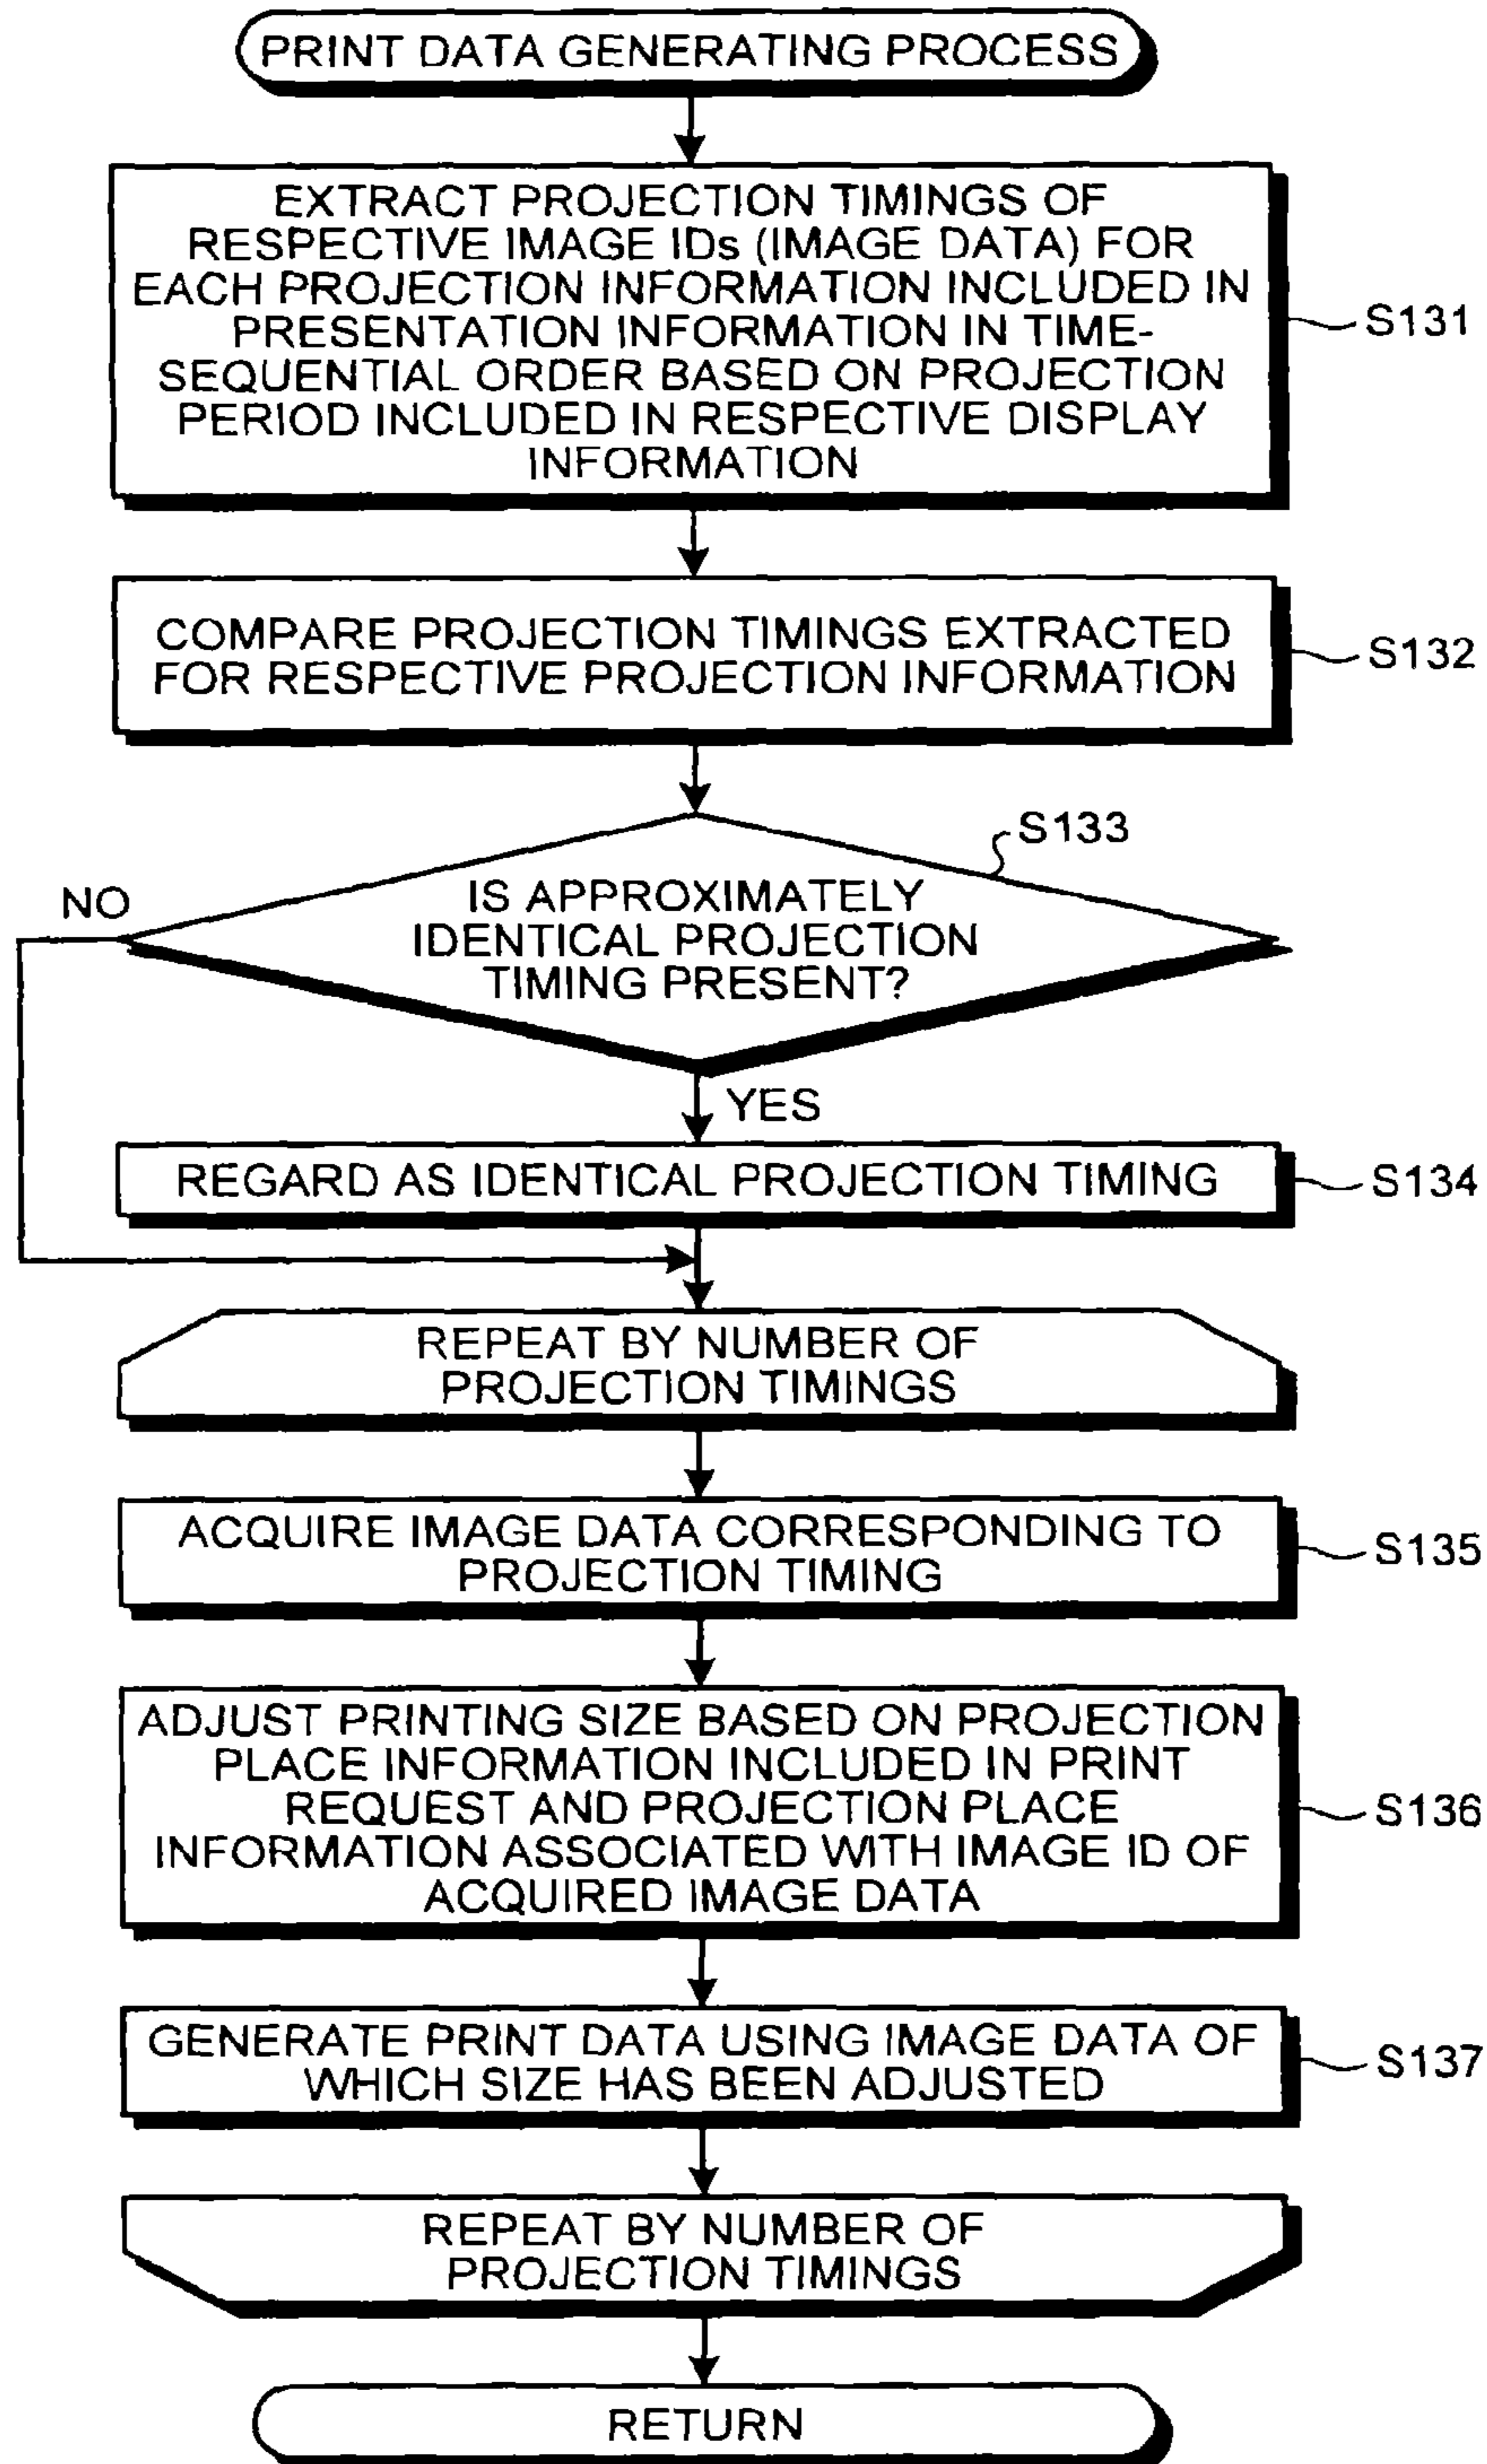 PRINT DATA GENERATING PROCESS
EXTRACT PROJECTION TIMINGS OF
RESPECTIVE IMAGE IDs (IMAGE DATA) FOR
EACH PROJECTION INFORMATION INCLUDED IN
PRESENTATION INFORMATION IN TIME-
SEQUENTIAL ORDER BASED ON PROJECTION
PERIOD INCLUDED IN RESPECTIVE DISPLAY
INFORMATION
S131
COMPARE PROJECTION TIMINGS EXTRACTED
FOR RESPECTIVE PROJECTION INFORMATION
S132
S133
NO
IS APPROXIMATELY
IDENTICAL PROJECTION
TIMING PRESENT?
YES
REGARD AS IDENTICAL PROJECTION TIMING
S134
REPEAT BY NUMBER OF
PROJECTION TIMINGS
ACQUIRE IMAGE DATA CORRESPONDING TO
PROJECTION TIMING
S135
ADJUST PRINTING SIZE BASED ON PROJECTION
PLACE INFORMATION INCLUDED IN PRINT
REQUEST AND PROJECTION PLACE
INFORMATION ASSOCIATED WITH IMAGE ID OF
ACQUIRED IMAGE DATA
S136
GENERATE PRINT DATA USING IMAGE DATA OF
WHICH SIZE HAS BEEN ADJUSTED
S137
REPEAT BY NUMBER OF
PROJECTION TIMINGS
RETURN